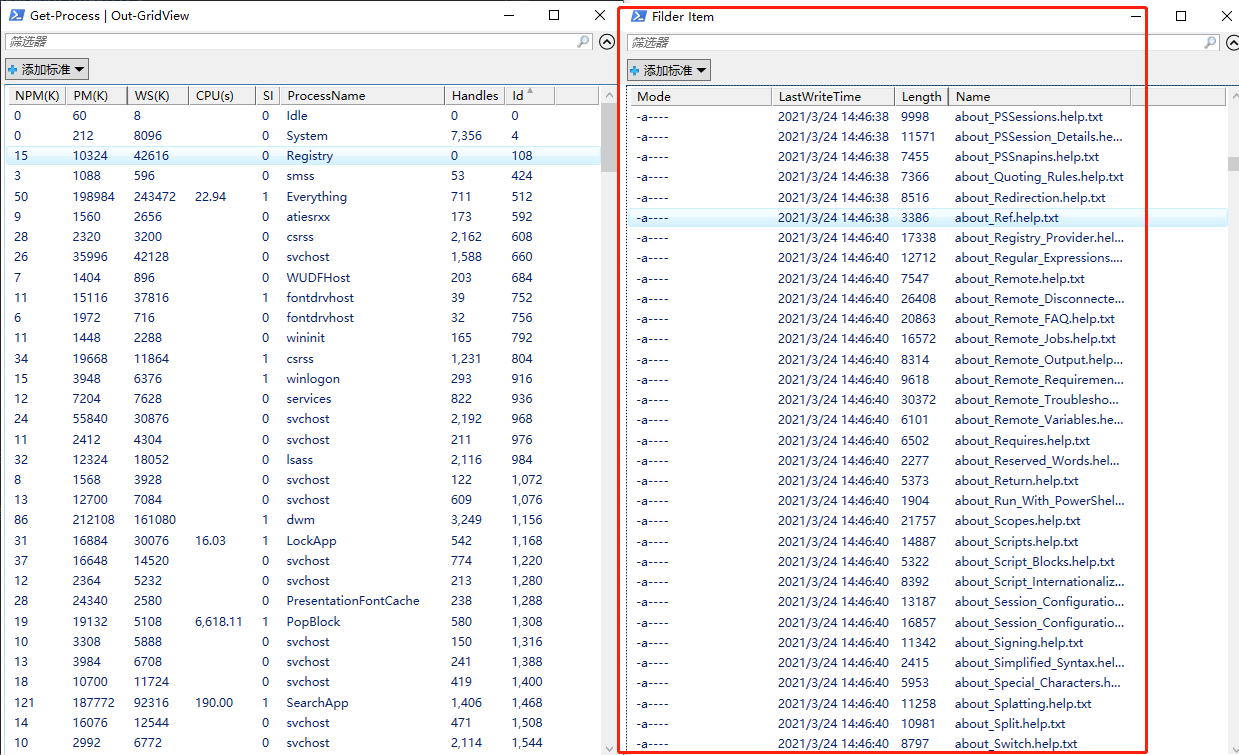 Get-Process | Out-GridView
筛选器
添加标准
NPM(K) PM(K) WS(K) CPU(s) SI ProcessName Handles Id
0 60 8 0 Idle 0 0
0 212 8096 0 System 7,356 4
15 10324 42616 0 Registry 0 108
3 1088 596 0 smss 53 424
50 198984 243472 22.94 1 Everything 711 512
9 1560 2656 0 atiesrxx 173 592
28 2320 3200 0 csrss 2,162 608
26 35996 42128 0 svchost 1,588 660
7 1404 896 0 WUDFHost 203 684
11 15116 37816 1 fontdrvhost 39 752
6 1972 716 0 fontdrvhost 32 756
11 1448 2288 0 wininit 165 792
34 19668 11864 1 csrss 1,231 804
15 3948 6376 1 winlogon 293 916
12 7204 7628 0 services 822 936
24 55840 30876 0 svchost 2,192 968
11 2412 4304 0 svchost 211 976
32 12324 18052 0 lsass 2,116 984
8 1568 3928 0 svchost 122 1,072
13 12700 7084 0 svchost 609 1,076
86 212108 161080 1 dwm 3,249 1,156
31 16884 30076 16.03 1 LockApp 542 1,168
37 16648 14520 0 svchost 774 1,220
12 2364 5232 0 svchost 213 1,280
28 24340 2580 0 PresentationFontCache 238 1,288
19 19132 5108 6,618.11 1 PopBlock 580 1,308
10 3308 5888 0 svchost 150 1,316
13 3984 6708 0 svchost 241 1,388
18 10700 11724 0 svchost 419 1,400
121 187772 92316 190.00 1 SearchApp 1,406 1,468
14 16076 12544 0 svchost 471 1,508
10 2992 6772 0 svchost 2,114 1,544
Filder Item
筛选器
添加标准
Mode LastWriteTime Length Name
-a---- 2021/3/24 14:46:38 9998 about_PSSessions.help.txt
-a---- 2021/3/24 14:46:38 11571 about_PSSession_Details.he...
-a---- 2021/3/24 14:46:38 7455 about_PSSnapins.help.txt
-a---- 2021/3/24 14:46:38 7366 about_Quoting_Rules.help.txt
-a---- 2021/3/24 14:46:38 8516 about_Redirection.help.txt
-a---- 2021/3/24 14:46:38 3386 about_Ref.help.txt
-a---- 2021/3/24 14:46:40 17338 about_Registry_Provider.hel...
-a---- 2021/3/24 14:46:40 12712 about_Regular_Expressions....
-a---- 2021/3/24 14:46:40 7547 about_Remote.help.txt
-a---- 2021/3/24 14:46:40 26408 about_Remote_Disconnecte...
-a---- 2021/3/24 14:46:40 20863 about_Remote_FAQ.help.txt
-a---- 2021/3/24 14:46:40 16572 about_Remote_Jobs.help.txt
-a---- 2021/3/24 14:46:40 8314 about_Remote_Output.help...
-a---- 2021/3/24 14:46:40 9618 about_Remote_Requiremen...
-a---- 2021/3/24 14:46:40 30372 about_Remote_Troublesho...
-a---- 2021/3/24 14:46:40 6101 about_Remote_Variables.he...
-a---- 2021/3/24 14:46:40 6502 about_Requires.help.txt
-a---- 2021/3/24 14:46:40 2277 about_Reserved_Words.hel...
-a---- 2021/3/24 14:46:40 5373 about_Return.help.txt
-a---- 2021/3/24 14:46:40 1904 about_Run_With_PowerShel...
-a---- 2021/3/24 14:46:40 21757 about_Scopes.help.txt
-a---- 2021/3/24 14:46:40 14887 about_Scripts.help.txt
-a---- 2021/3/24 14:46:40 5322 about_Script_Blocks.help.txt
-a---- 2021/3/24 14:46:40 8392 about_Script_Internationaliz...
-a---- 2021/3/24 14:46:40 13187 about_Session_Configuratio...
-a---- 2021/3/24 14:46:40 16857 about_Session_Configuratio...
-a---- 2021/3/24 14:46:40 11342 about_Signing.help.txt
-a---- 2021/3/24 14:46:40 2415 about_Simplified_Syntax.hel...
-a---- 2021/3/24 14:46:40 5953 about_Special_Characters.h...
-a---- 2021/3/24 14:46:40 11258 about_Splatting.help.txt
-a---- 2021/3/24 14:46:40 10981 about_Split.help.txt
-a---- 2021/3/24 14:46:40 8797 about_Switch.help.txt